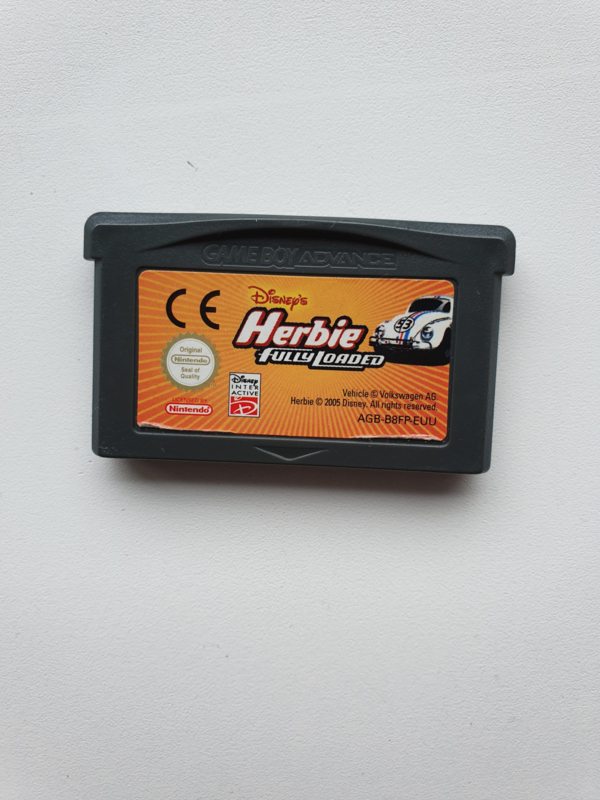 GAME BOY ADVANCE
CE
Disney's
Herbie
FULLY LOADED
53
Original
Nintendo
Seal of
Quality
LICENSED BY
Nintendo
Disney
INTER
ACTIVE
Vehicle © Volkswagen AG
Herbie © 2005 Disney. All rights reserved.
AGB-B8FP-EUU